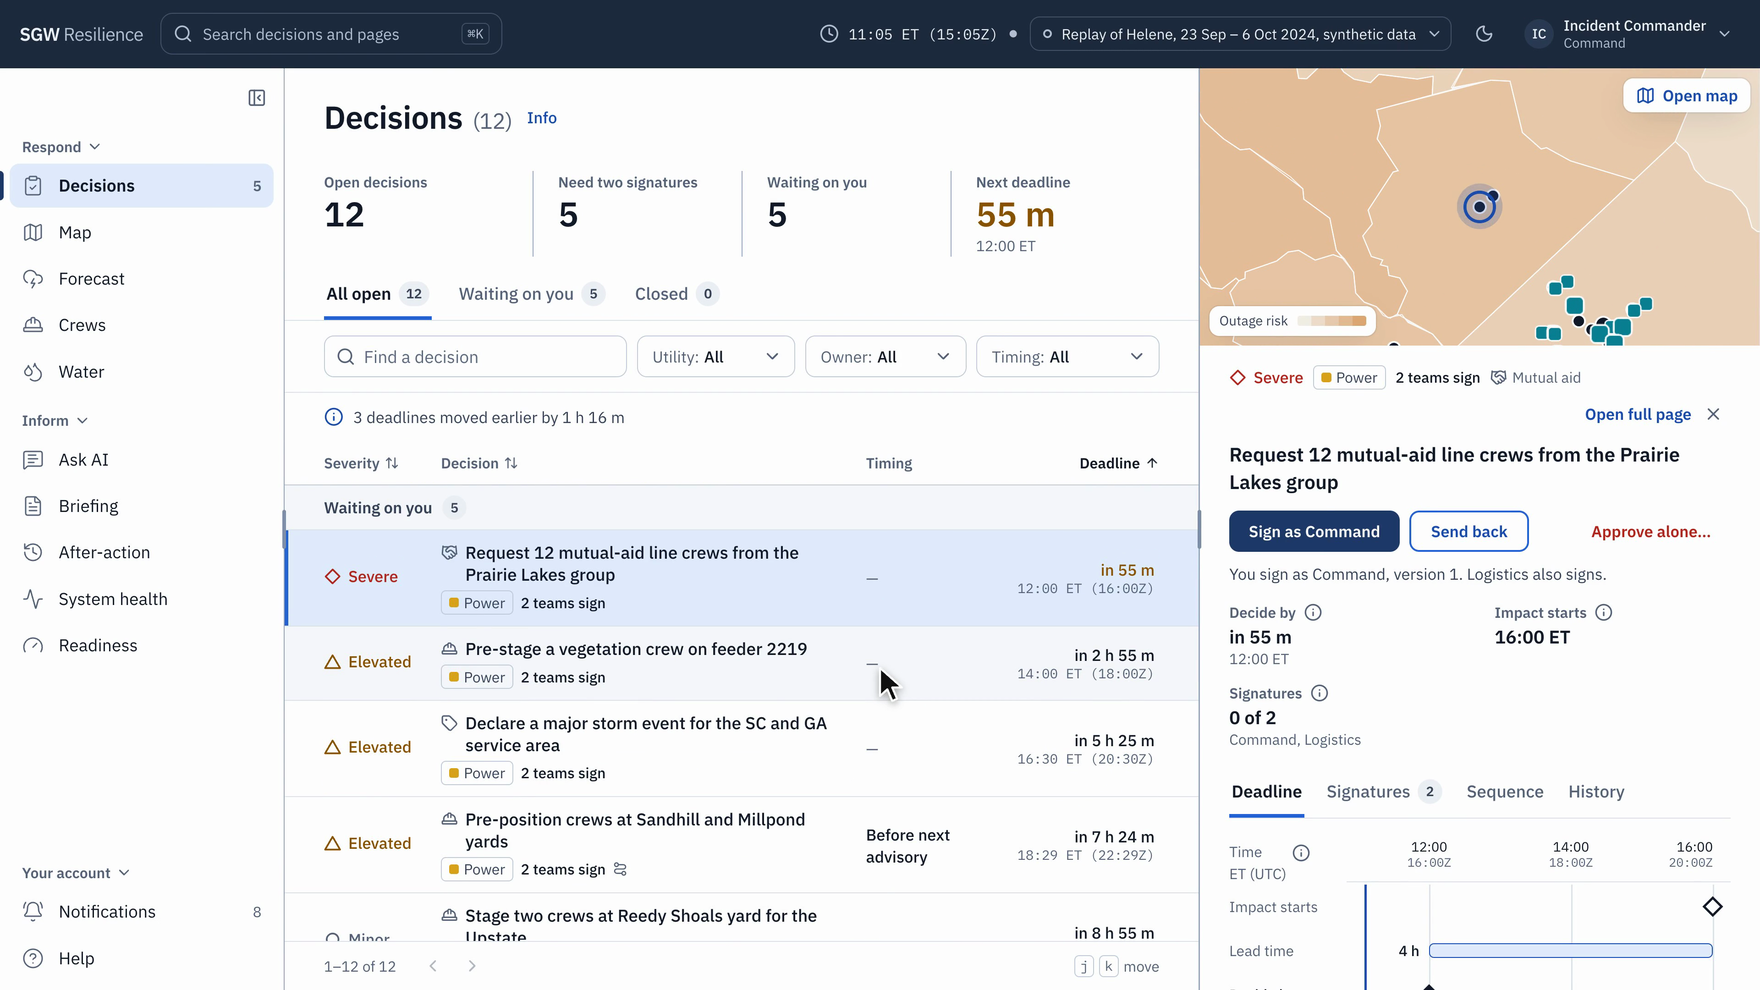 SGW Resilience
Search decisions and pages
⌘K
11:05 ET (15:05Z)
Replay of Helene, 23 Sep – 6 Oct 2024, synthetic data
IC
Incident Commander
Command
Respond
Decisions 5
Map
Forecast
Crews
Water
Inform
Ask AI
Briefing
After-action
System health
Readiness
Your account
Notifications 8
Help
Decisions (12) Info
Open decisions
12
Need two signatures
5
Waiting on you
5
Next deadline
55 m
12:00 ET
All open 12
Waiting on you 5
Closed 0
Find a decision
Utility: All
Owner: All
Timing: All
3 deadlines moved earlier by 1 h 16 m
Severity Decision Timing Deadline
Waiting on you 5
Severe
Request 12 mutual-aid line crews from the
Prairie Lakes group
Power 2 teams sign
—
in 55 m
12:00 ET (16:00Z)
Elevated
Pre-stage a vegetation crew on feeder 2219
Power 2 teams sign
—
in 2 h 55 m
14:00 ET (18:00Z)
Elevated
Declare a major storm event for the SC and GA
service area
Power 2 teams sign
—
in 5 h 25 m
16:30 ET (20:30Z)
Elevated
Pre-position crews at Sandhill and Millpond
yards
Power 2 teams sign
Before next
advisory
in 7 h 24 m
18:29 ET (22:29Z)
Minor
Stage two crews at Reedy Shoals yard for the
Upstate
in 8 h 55 m
1–12 of 12
j k move
Open map
Outage risk
Severe Power 2 teams sign Mutual aid
Open full page
Request 12 mutual-aid line crews from the Prairie
Lakes group
Sign as Command
Send back
Approve alone...
You sign as Command, version 1. Logistics also signs.
Decide by
in 55 m
12:00 ET
Impact starts
16:00 ET
Signatures
0 of 2
Command, Logistics
Deadline
Signatures 2
Sequence
History
Time
ET (UTC)
12:00
16:00Z
14:00
18:00Z
16:00
20:00Z
Impact starts
Lead time
4 h